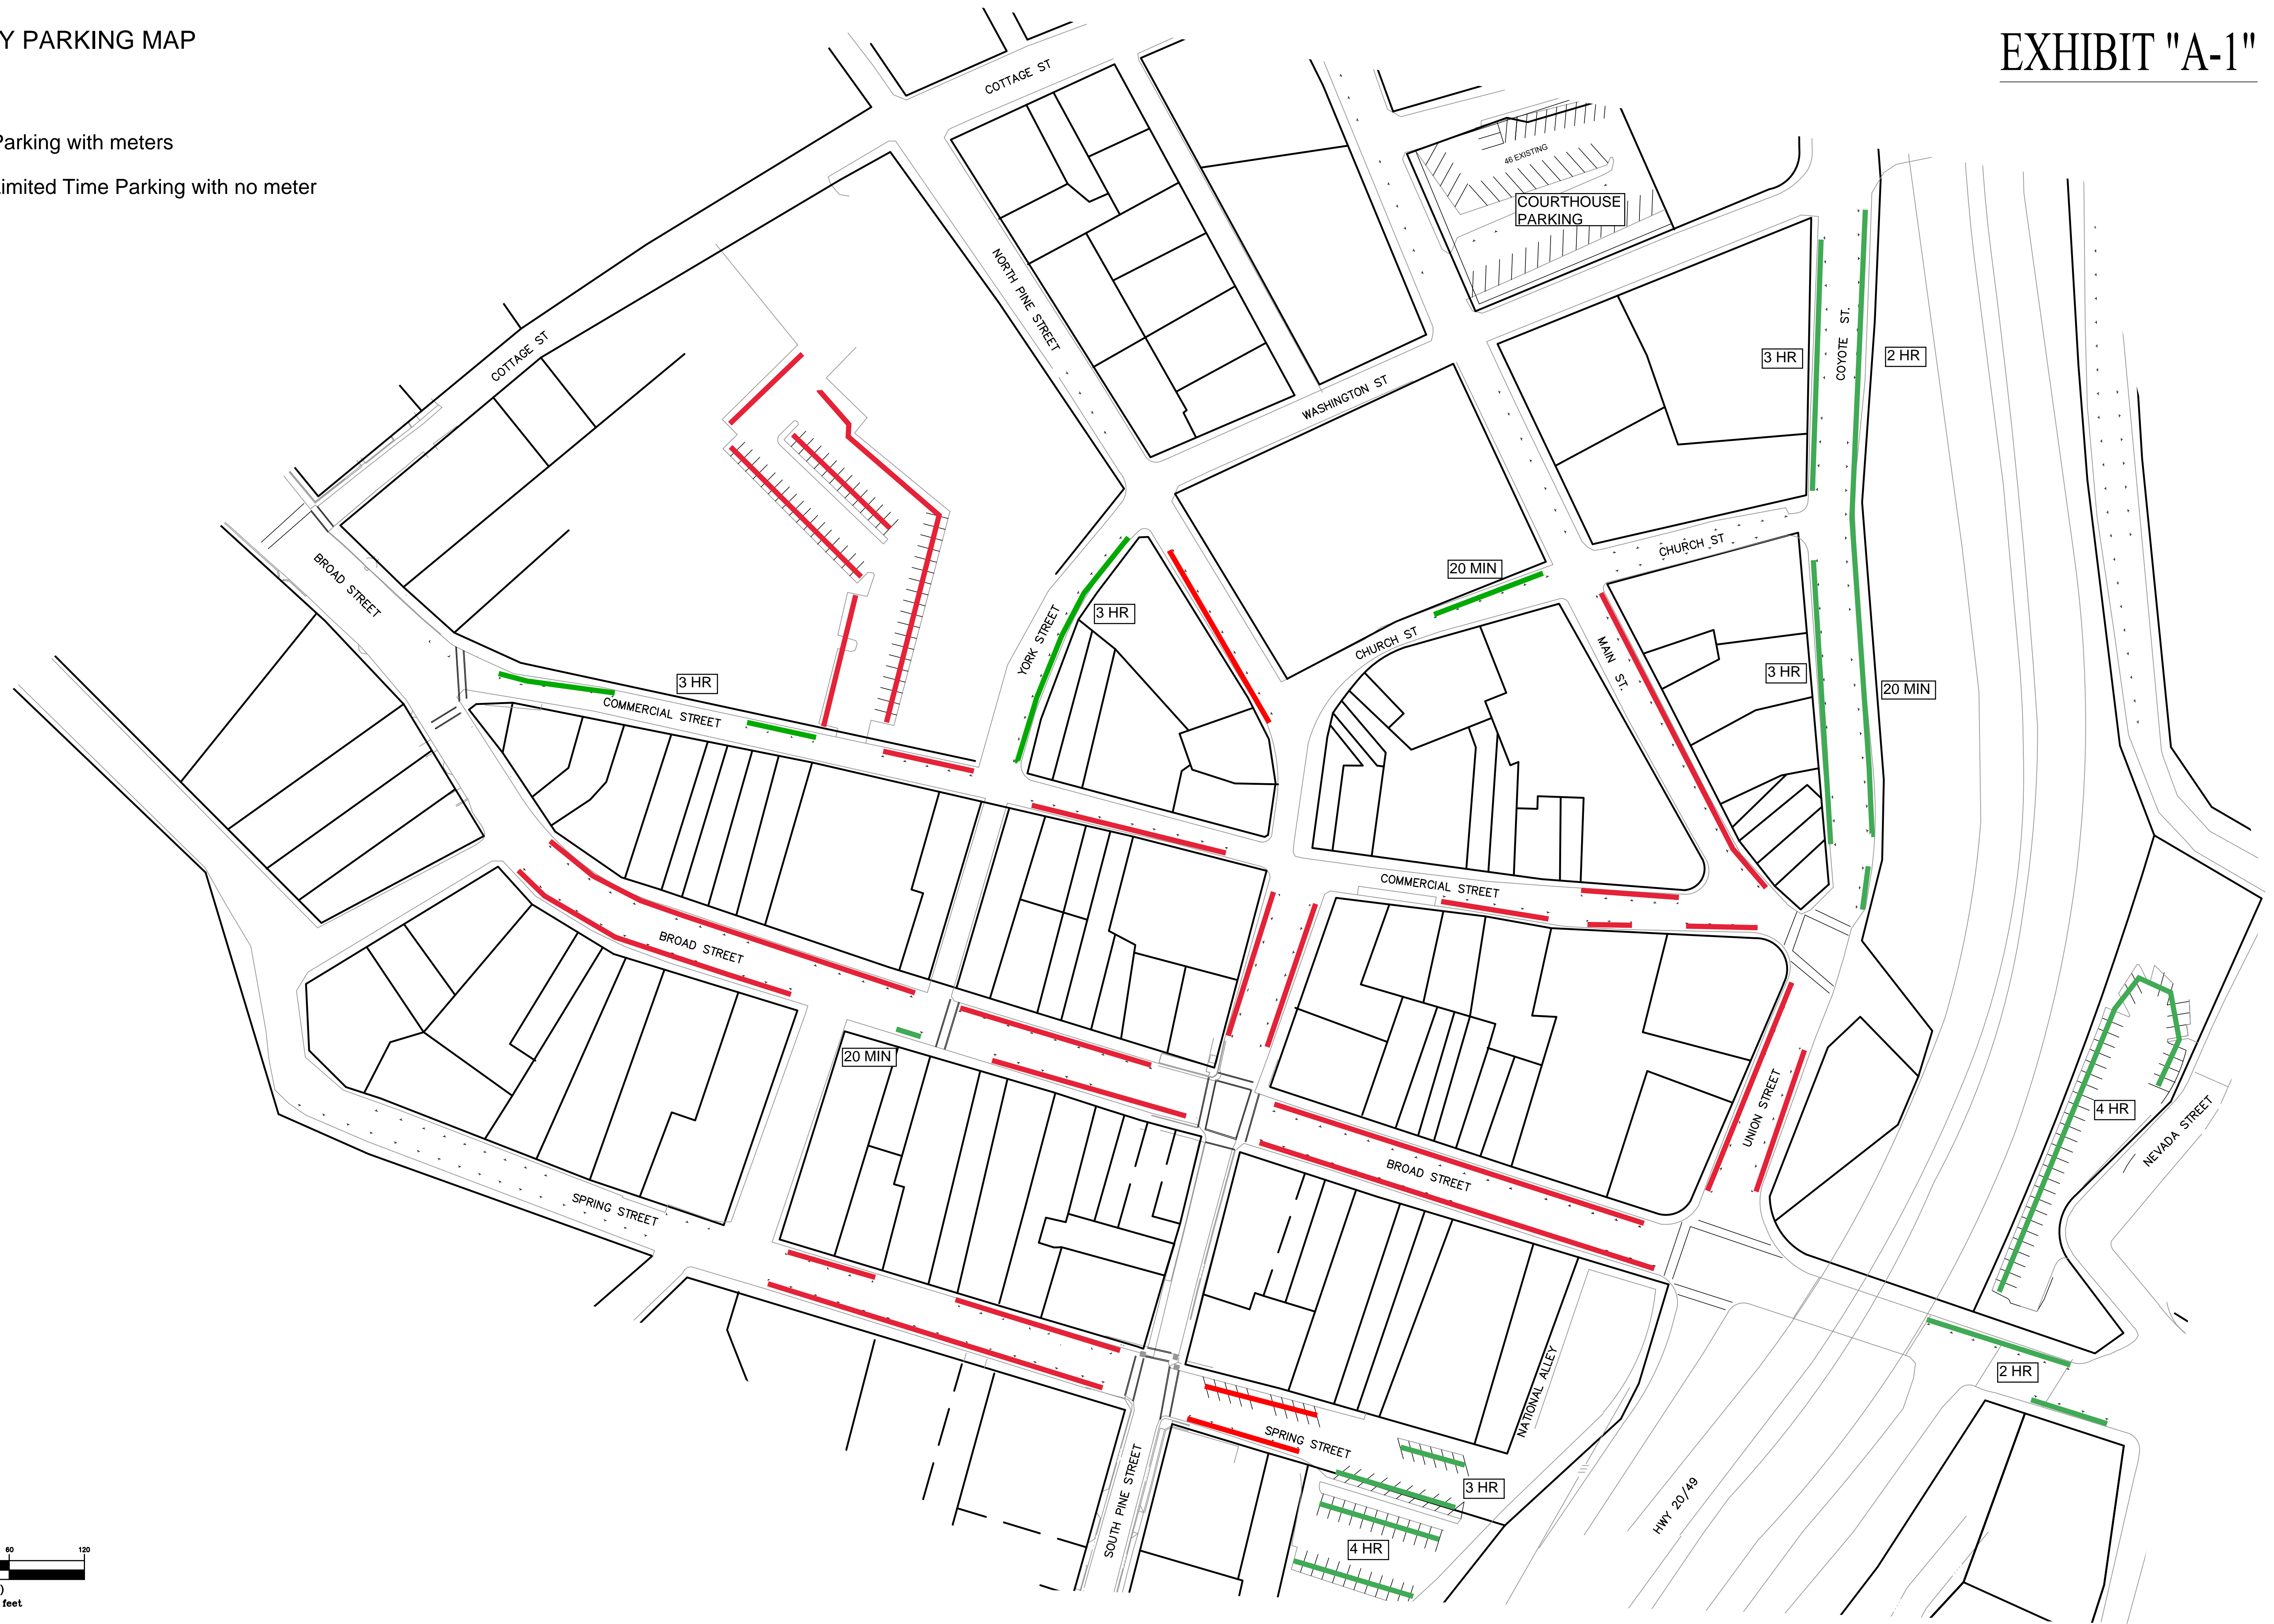 Y PARKING MAP
EXHIBIT "A-1"
Parking with meters
imited Time Parking with no meter
COTTAGE ST
46 EXISTING
COURTHOUSE
PARKING
NORTH PINE STREET
COTTAGE ST
WASHINGTON ST
3 HR
COYOTE ST.
2 HR
BROAD STREET
CHURCH ST
20 MIN
3 HR
YORK STREET
CHURCH ST
MAIN ST.
3 HR
3 HR
20 MIN
COMMERCIAL STREET
COMMERCIAL STREET
BROAD STREET
20 MIN
UNION STREET
4 HR
NEVADA STREET
BROAD STREET
SPRING STREET
2 HR
NATIONAL ALLEY
SPRING STREET
3 HR
SOUTH PINE STREET
HWY 20/49
4 HR
60
120
)
feet